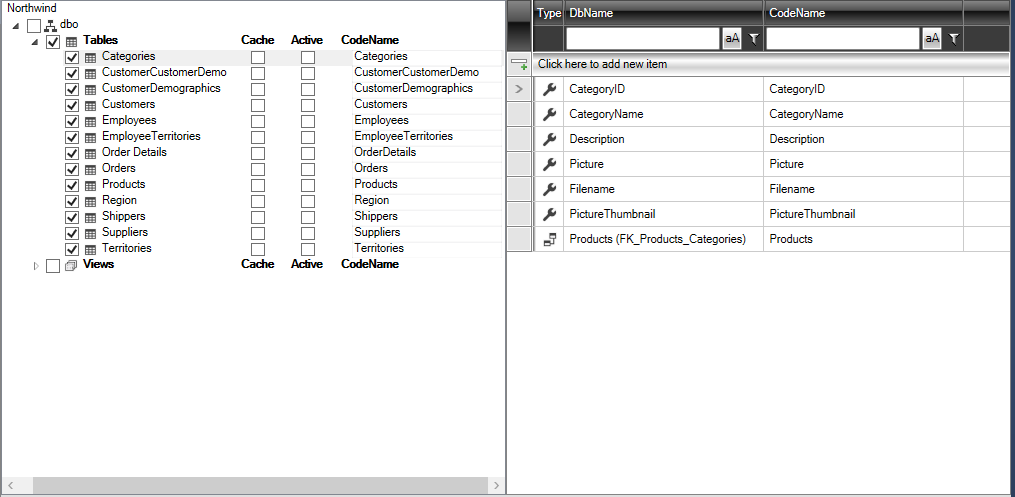 Northwind
dbo
Tables Cache Active CodeName
Categories Categories
CustomerCustomerDemo CustomerCustomerDemo
CustomerDemographics CustomerDemographics
Customers Customers
Employees Employees
EmployeeTerritories EmployeeTerritories
Order Details OrderDetails
Orders Orders
Products Products
Region Region
Shippers Shippers
Suppliers Suppliers
Territories Territories
Views Cache Active CodeName
Type DbName CodeName
aA aA
Click here to add new item
CategoryID CategoryID
CategoryName CategoryName
Description Description
Picture Picture
Filename Filename
PictureThumbnail PictureThumbnail
Products (FK_Products_Categories) Products